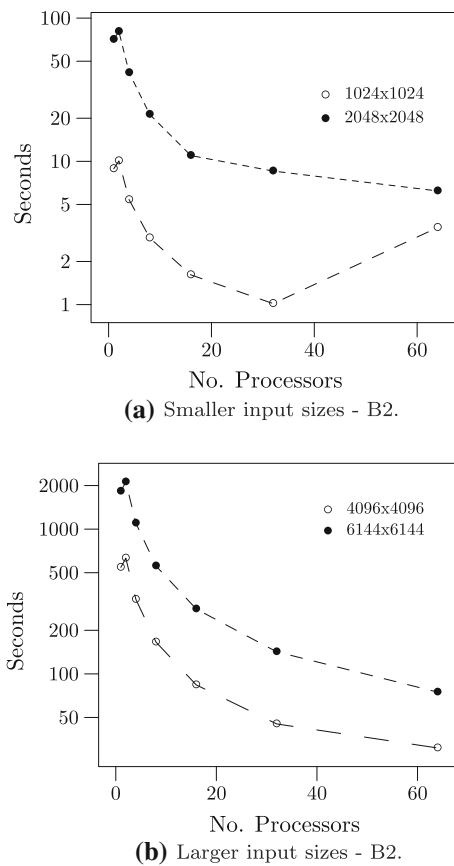 100
50
20
10
5
2
1
Seconds
1024x1024
2048x2048
0
20
40
60
No. Processors
(a) Smaller input sizes - B2.
2000
1000
500
200
100
50
Seconds
4096x4096
6144x6144
0
20
40
60
No. Processors
(b) Larger input sizes - B2.